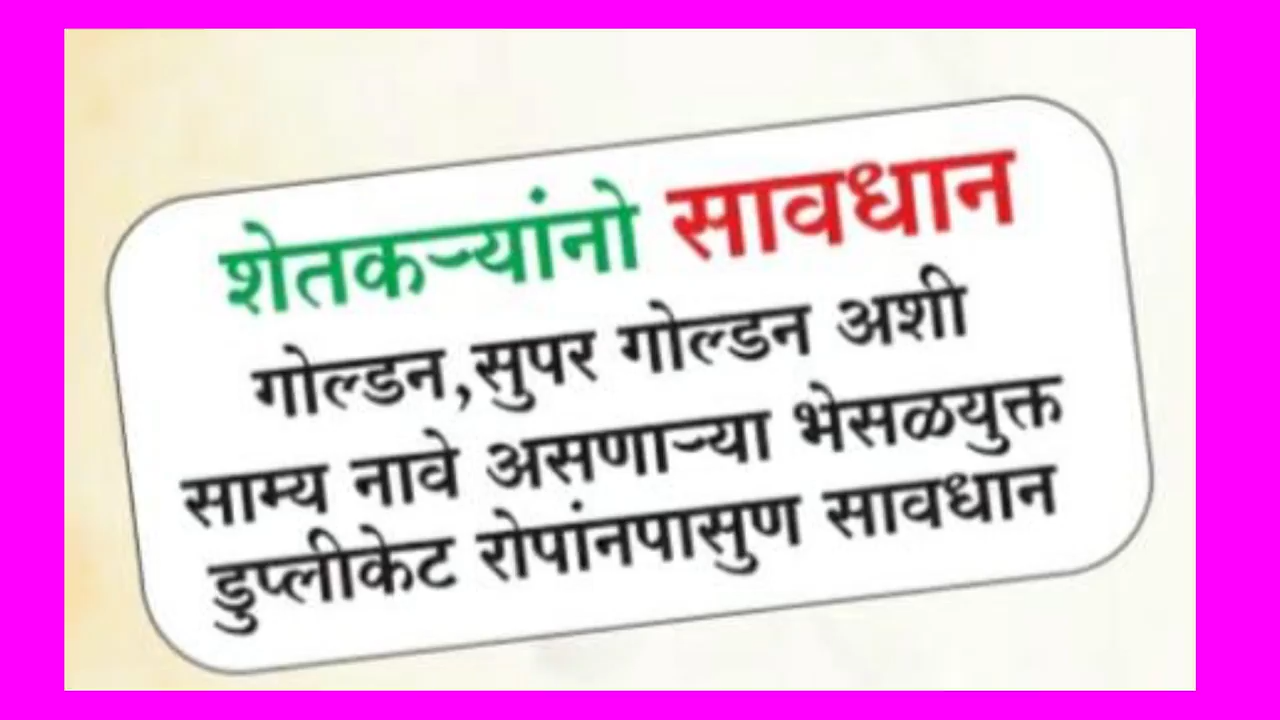 शेतकऱ्यांनो सावधान
गोल्डन,सुपर गोल्डन अशी
साम्य नावे असणाऱ्या भेसळयुक्त
डुप्लीकेट रोपांनपासुण सावधान